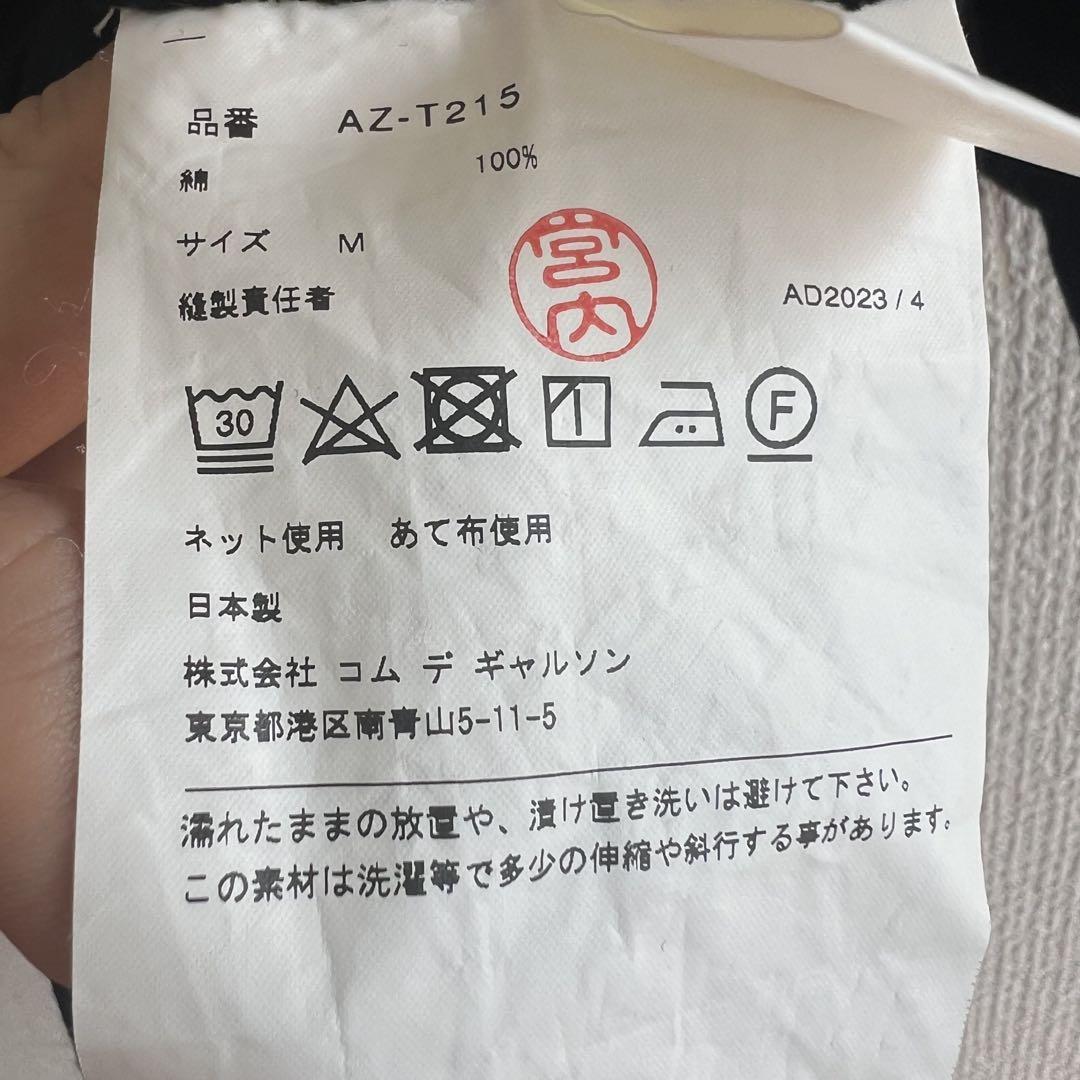 品番 AZ-T215
綿 100%
サイズ M
縫製責任者 宮内 AD2023/4
30 F
ネット使用 あて布使用
日本製
株式会社 コム デ ギャルソン
東京都港区南青山5-11-5
濡れたままの放置や、漬け置き洗いは避けて下さい。
この素材は洗濯等で多少の伸縮や斜行する事があります。